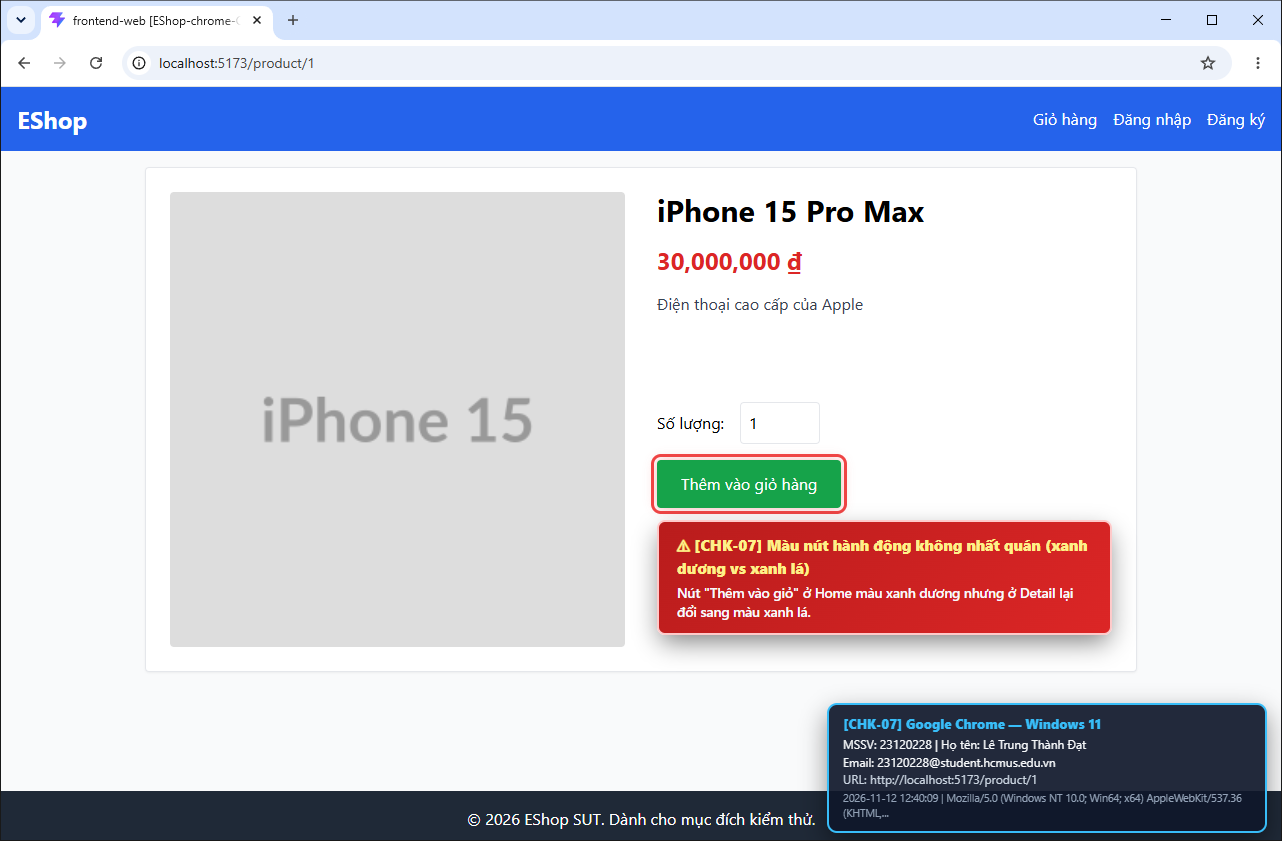 frontend-web [EShop-chrome-
localhost:5173/product/1
EShop
Giỏ hàng Đăng nhập Đăng ký
iPhone 15
iPhone 15 Pro Max
30,000,000 ₫
Điện thoại cao cấp của Apple
Số lượng: 1
Thêm vào giỏ hàng
⚠ [CHK-07] Màu nút hành động không nhất quán (xanh
dương vs xanh lá)
Nút "Thêm vào giỏ" ở Home màu xanh dương nhưng ở Detail lại
đổi sang màu xanh lá.
[CHK-07] Google Chrome — Windows 11
MSSV: 23120228 | Họ tên: Lê Trung Thành Đạt
Email: 23120228@student.hcmus.edu.vn
URL: http://localhost:5173/product/1
2026-11-12 12:40:09 | Mozilla/5.0 (Windows NT 10.0; Win64; x64) AppleWebKit/537.36
(KHTML,...
© 2026 EShop SUT. Dành cho mục đích kiểm thử.